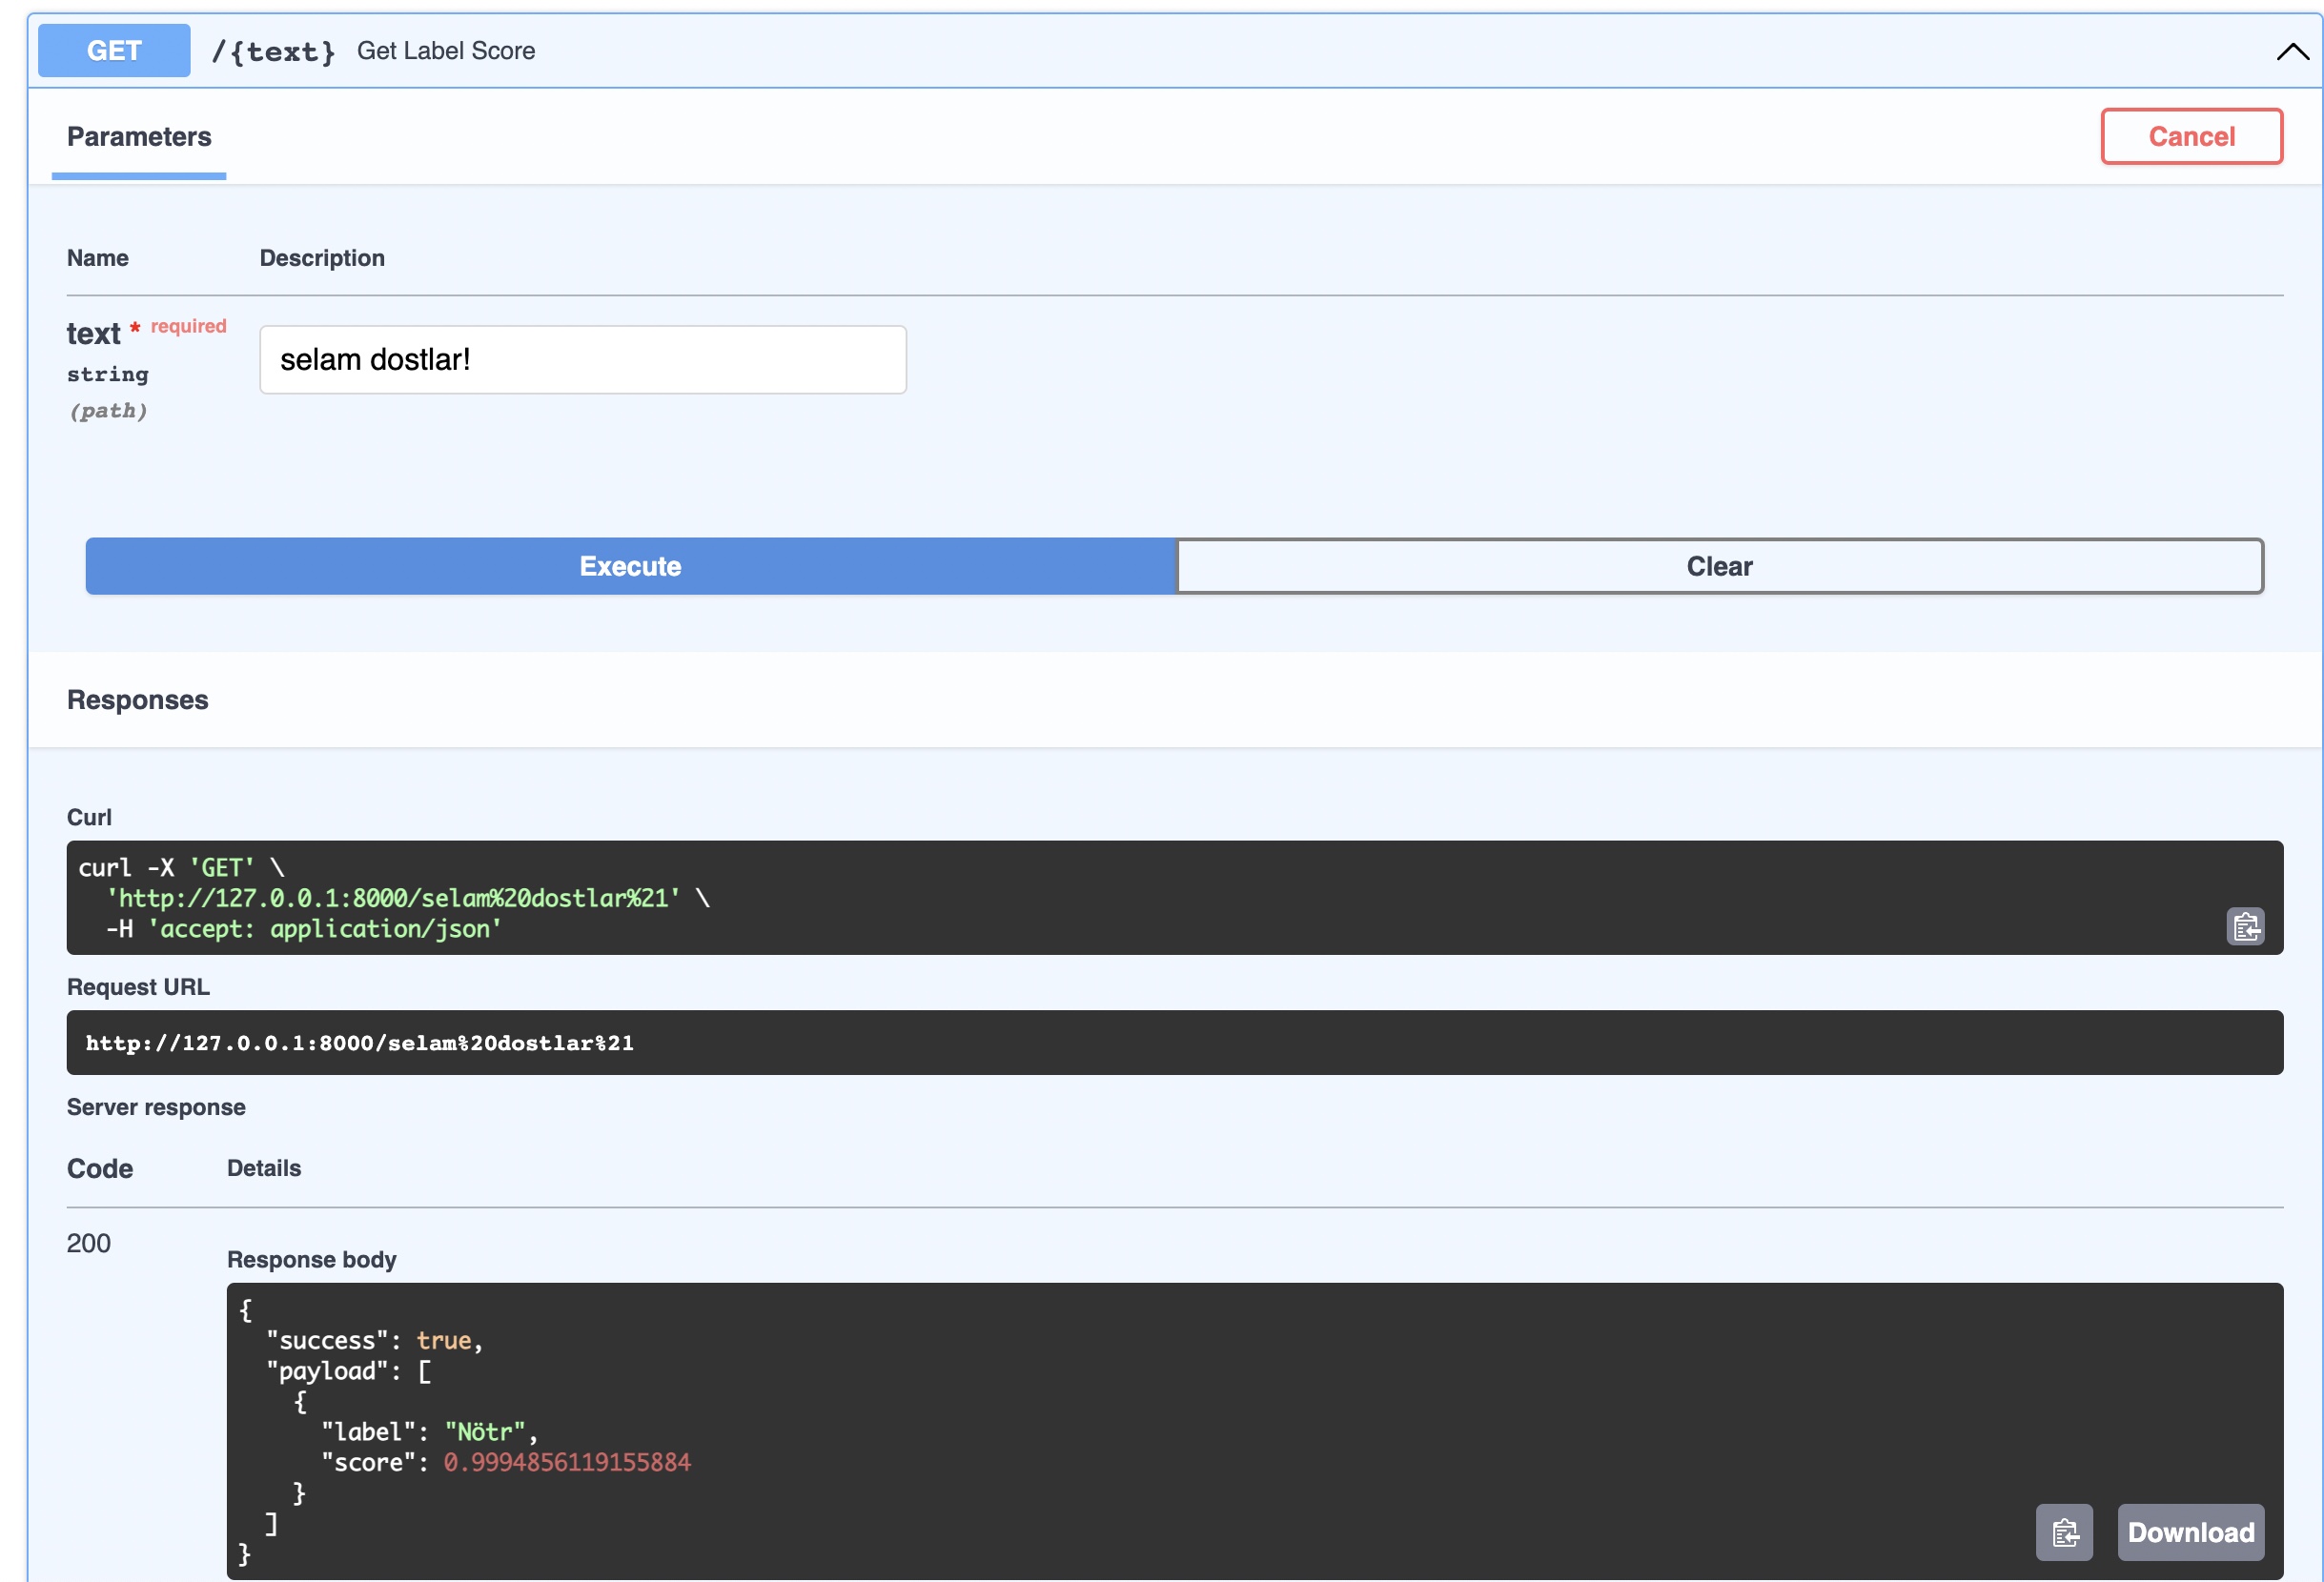 GET /{text} Get Label Score
Parameters
Cancel
Name Description
text * required
string
(path)
selam dostlar!
Execute
Clear
Responses
Curl
curl -X 'GET' \
  'http://127.0.0.1:8000/selam%20dostlar%21' \
  -H 'accept: application/json'
Request URL
http://127.0.0.1:8000/selam%20dostlar%21
Server response
Code Details
200
Response body
{
  "success": true,
  "payload": [
    {
      "label": "Nötr",
      "score": 0.9994856119155884
    }
  ]
}
Download